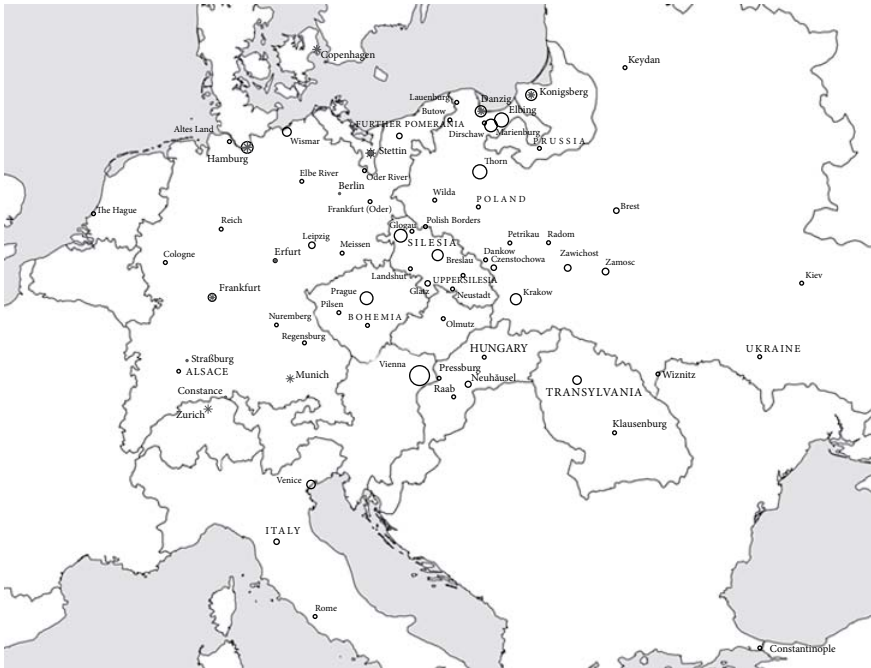 Copenhagen
Keydan
Konigsberg
Lauenburg
Danzig
Butow
Elbing
FURTHER POMERANIA
Altes Land
Dirschaw
Marienburg
Wismar
PRUSSIA
Hamburg
Stettin
Thorn
Elbe River
Oder River
Berlin
Wilda
POLAND
Frankfurt (Oder)
Brest
The Hague
Reich
Glogau
Polish Borders
Leipzig
SILESIA
Petrikau
Radom
Erfurt
Meissen
Breslau
Dankow
Zawichost
Cologne
Czenstochowa
Zamosc
Landshut
UPPERSILESIA
Kiev
Frankfurt
Prague
Glatz
Neustadt
Krakow
Pilsen
Nuremberg
BOHEMIA
Olmutz
Regensburg
HUNGARY
UKRAINE
Straßburg
Vienna
Pressburg
Wiznitz
ALSACE
Munich
Neuhäusel
Raab
TRANSYLVANIA
Constance
Zurich
Klausenburg
Venice
ITALY
Rome
Constantinople